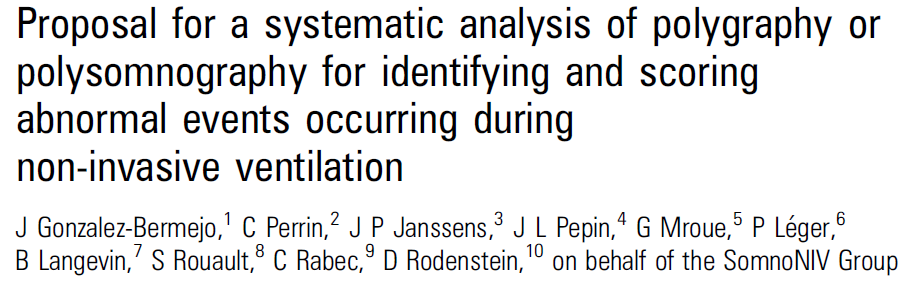 Proposal for a systematic analysis of polygraphy or
polysomnography for identifying and scoring
abnormal events occurring during
non-invasive ventilation
J Gonzalez-Bermejo,1 C Perrin,2 J P Janssens,3 J L Pepin,4 G Mroue,5 P Léger,6
B Langevin,7 S Rouault,8 C Rabec,9 D Rodenstein,10 on behalf of the SomnoNIV Group